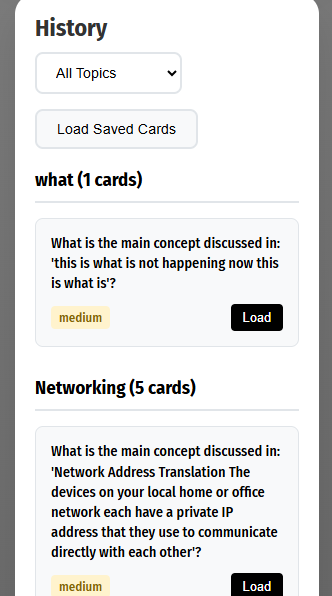 History
All Topics
Load Saved Cards
what (1 cards)
What is the main concept discussed in:
'this is what is not happening now this
is what is'?
medium
Load
Networking (5 cards)
What is the main concept discussed in:
'Network Address Translation The
devices on your local home or office
network each have a private IP
address that they use to communicate
directly with each other'?
medium
Load